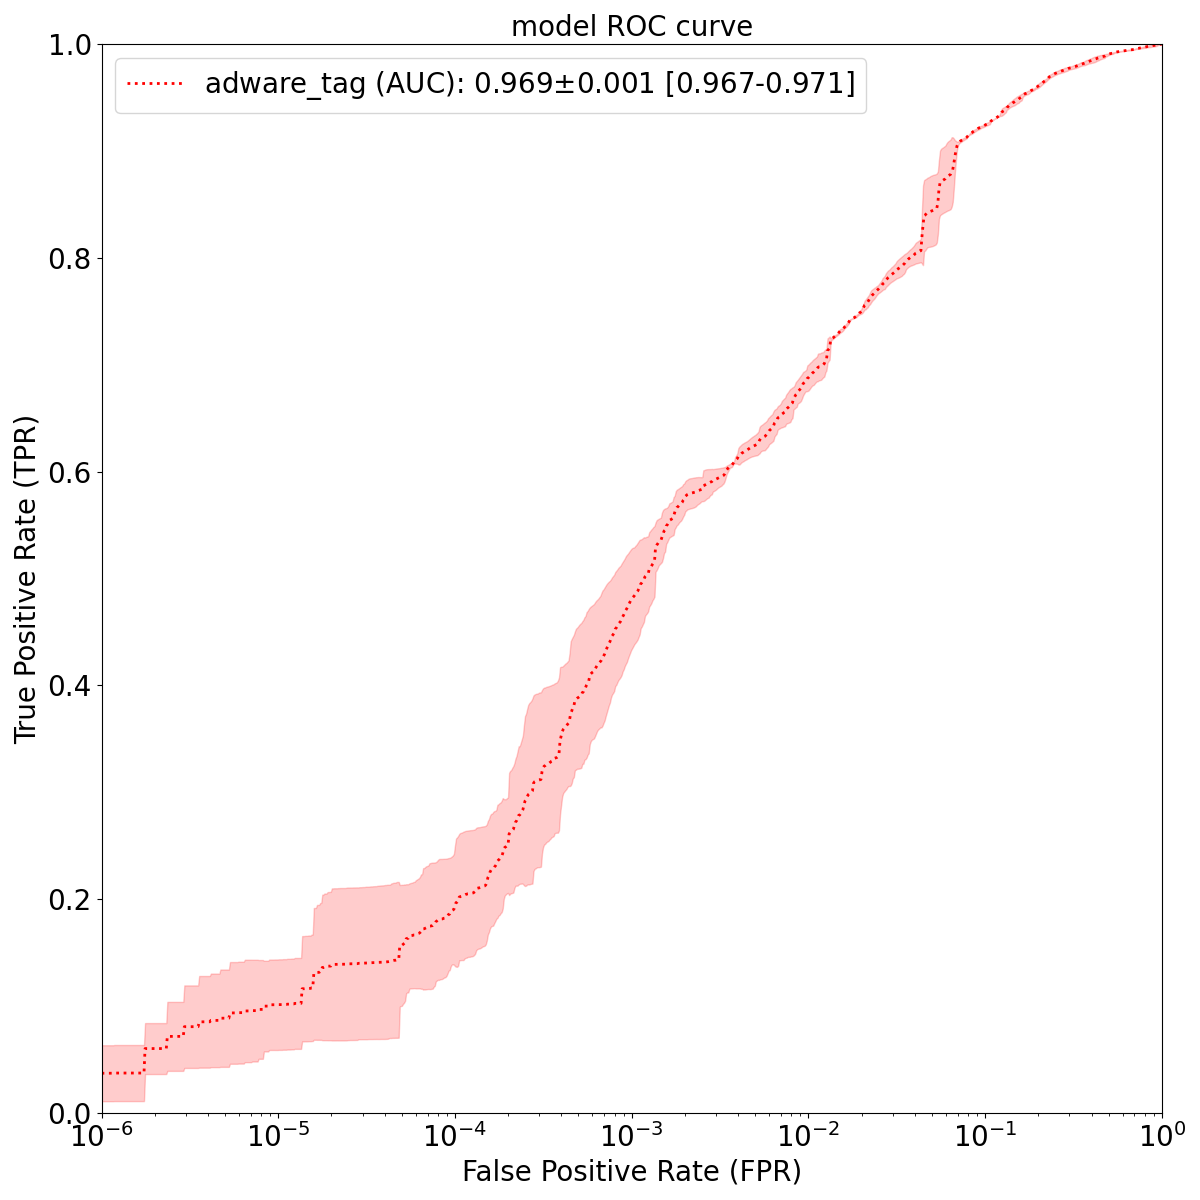 model ROC curve
adware_tag (AUC): 0.969±0.001 [0.967-0.971]
True Positive Rate (TPR)
1.0
0.8
0.6
0.4
0.2
0.0
10⁻⁶ 10⁻⁵ 10⁻⁴ 10⁻³ 10⁻² 10⁻¹ 10⁰
False Positive Rate (FPR)